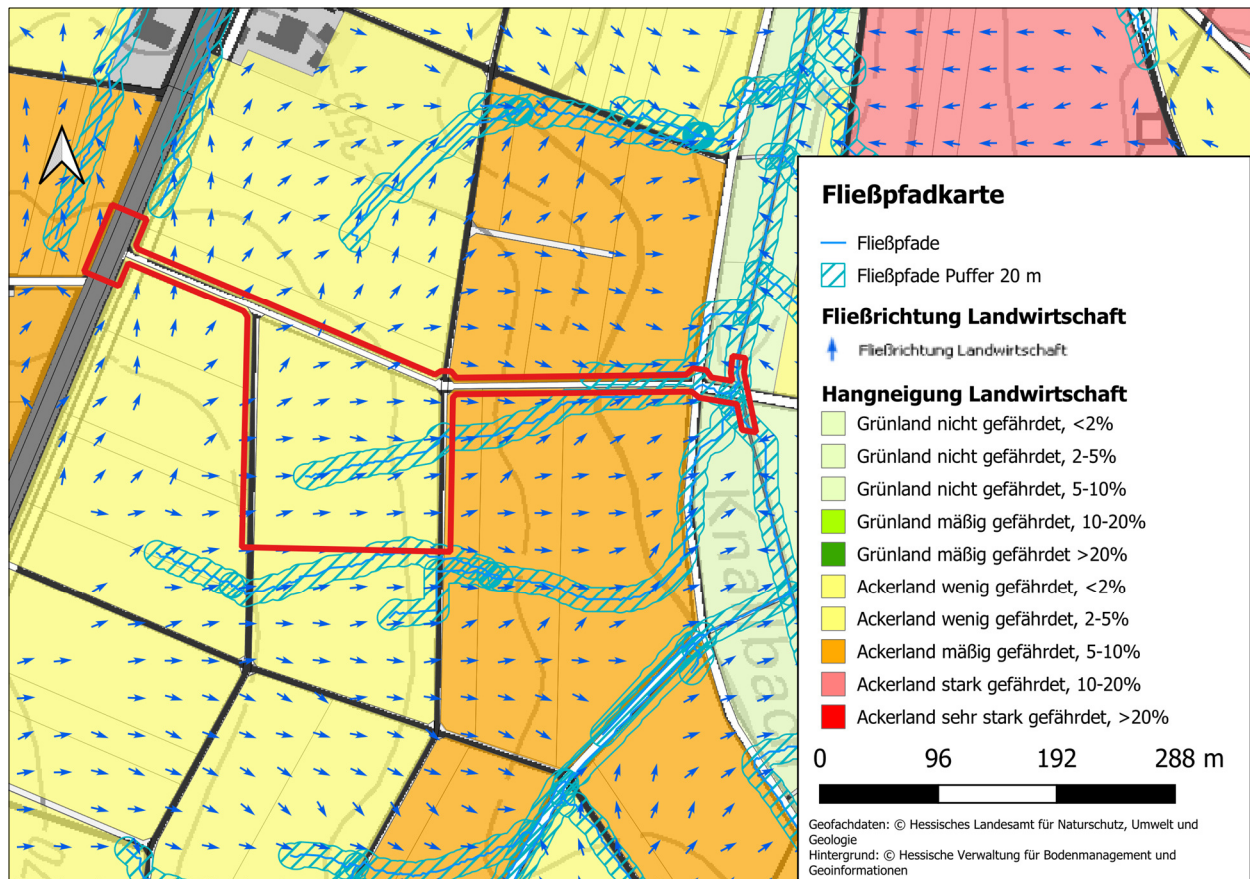 255
Knallbac
Fließpfadkarte
Fließpfade
Fließpfade Puffer 20 m
Fließrichtung Landwirtschaft
Fließrichtung Landwirtschaft
Hangneigung Landwirtschaft
Grünland nicht gefährdet, <2%
Grünland nicht gefährdet, 2-5%
Grünland nicht gefährdet, 5-10%
Grünland mäßig gefährdet, 10-20%
Grünland mäßig gefährdet >20%
Ackerland wenig gefährdet, <2%
Ackerland wenig gefährdet, 2-5%
Ackerland mäßig gefährdet, 5-10%
Ackerland stark gefährdet, 10-20%
Ackerland sehr stark gefährdet, >20%
0 96 192 288 m
Geofachdaten: © Hessisches Landesamt für Naturschutz, Umwelt und
Geologie
Hintergrund: © Hessische Verwaltung für Bodenmanagement und
Geoinformationen